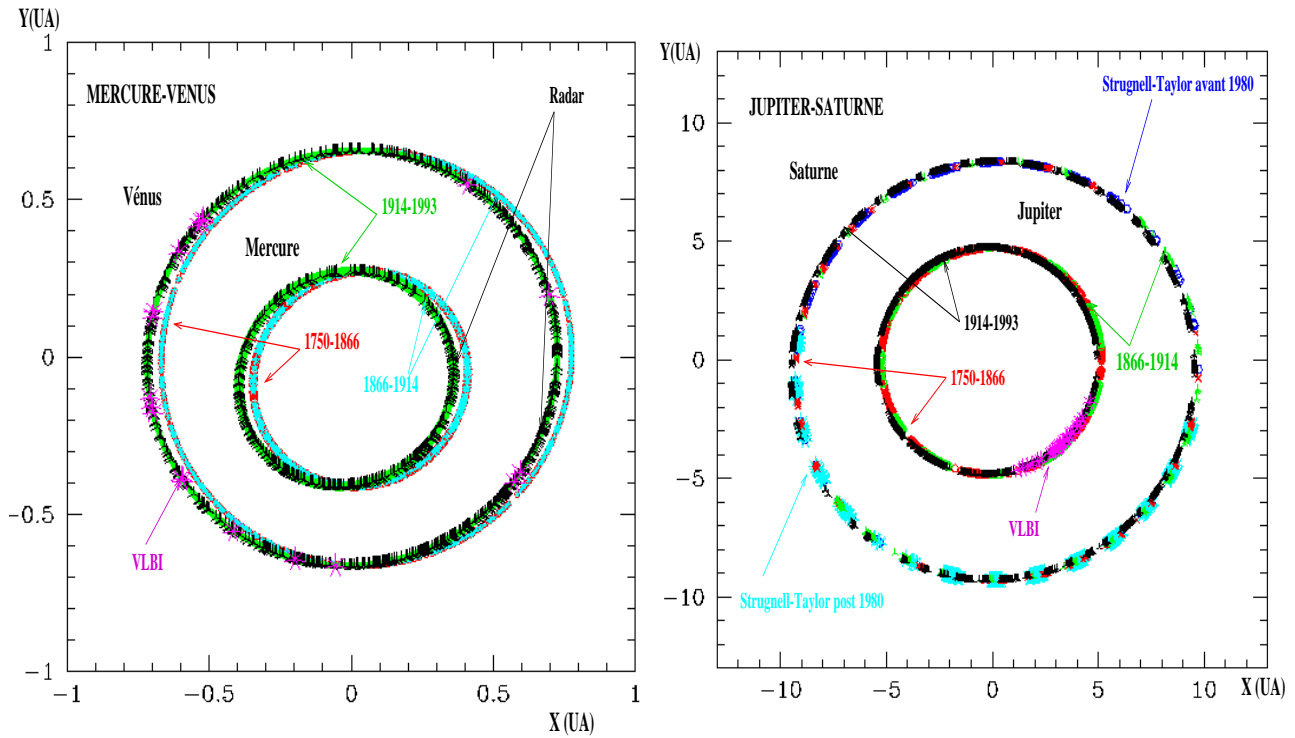 Y(UA)
1
MERCURE-VENUS
Radar
0.5
Vénus
1914-1993
Mercure
0
1750-1866
1866-1914
−0.5
VLBI
−1
−1
−0.5
0
0.5
1
X (UA)
Y(UA)
Strugnell-Taylor avant 1980
10
JUPITER-SATURNE
Saturne
Jupiter
5
1914-1993
0
1866-1914
1750-1866
−5
VLBI
−10
Strugnell-Taylor post 1980
−10
−5
0
5
10
X (UA)